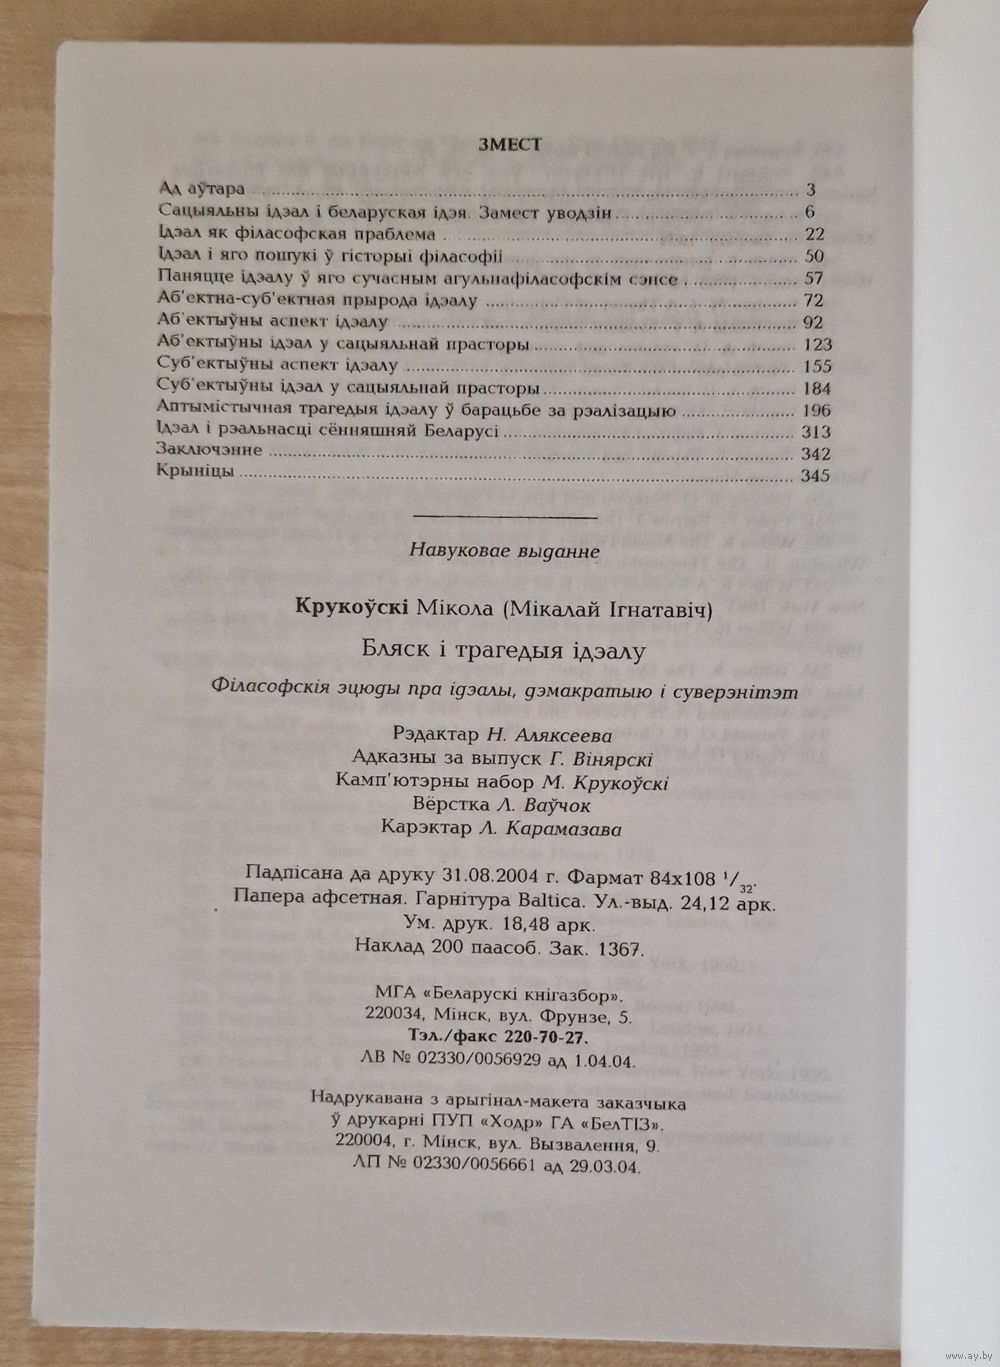 ЗМЕСТ
Ад аўтара ........ 3
Сацыяльны ідэал і беларуская ідэя. Замест уводзін ........ 6
Ідэал як філасофская праблема ........ 22
Ідэал і яго пошукі ў гісторыі філасофіі ........ 50
Паняцце ідэалу ў яго сучасным агульнафіласофскім сэнсе ........ 57
Аб'ектна-суб'ектная прырода ідэалу ........ 72
Аб'ектыўны аспект ідэалу ........ 92
Аб'ектыўны ідэал у сацыяльнай прасторы ........ 123
Суб'ектыўны аспект ідэалу ........ 155
Суб'ектыўны ідэал у сацыяльнай прасторы ........ 184
Аптымістычная трагедыя ідэалу ў барацьбе за рэалізацыю ........ 196
Ідэал і рэальнасці сённяшняй Беларусі ........ 313
Заключэнне ........ 342
Крыніцы ........ 345
Навуковае выданне
Крукоўскі Мікола (Мікалай Ігнатавіч)
Бляск і трагедыя ідэалу
Філасофскія эцюды пра ідэалы, дэмакратыю і суверэнітэт
Рэдактар Н. Аляксеева
Адказны за выпуск Г. Вінярскі
Камп'ютэрны набор М. Крукоўскі
Вёрстка Л. Ваўчок
Карэктар Л. Карамазава
Падпісана да друку 31.08.2004 г. Фармат 84х108 1/32.
Папера афсетная. Гарнітура Baltica. Ул.-выд. 24,12 арк.
Ум. друк. 18,48 арк.
Наклад 200 паасоб. Зак. 1367.
МГА «Беларускі кнігазбор».
220034, Мінск, вул. Фрунзе, 5.
Тэл./факс 220-70-27.
ЛВ № 02330/0056929 ад 1.04.04.
Надрукавана з арыгінал-макета заказчыка
ў друкарні ПУП «Ходр» ГА «БелТІЗ».
220004, г. Мінск, вул. Вызвалення, 9.
ЛП № 02330/0056661 ад 29.03.04.
www.ay.by